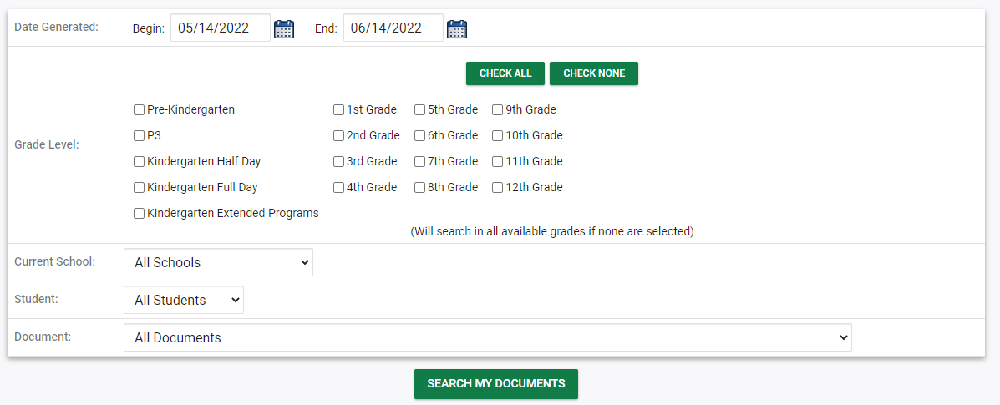 Date Generated: Begin: 05/14/2022 End: 06/14/2022
CHECK ALL CHECK NONE
Pre-Kindergarten 1st Grade 5th Grade 9th Grade
P3 2nd Grade 6th Grade 10th Grade
Grade Level:
Kindergarten Half Day 3rd Grade 7th Grade 11th Grade
Kindergarten Full Day 4th Grade 8th Grade 12th Grade
Kindergarten Extended Programs
(Will search in all available grades if none are selected)
Current School: All Schools
Student: All Students
Document: All Documents
SEARCH MY DOCUMENTS